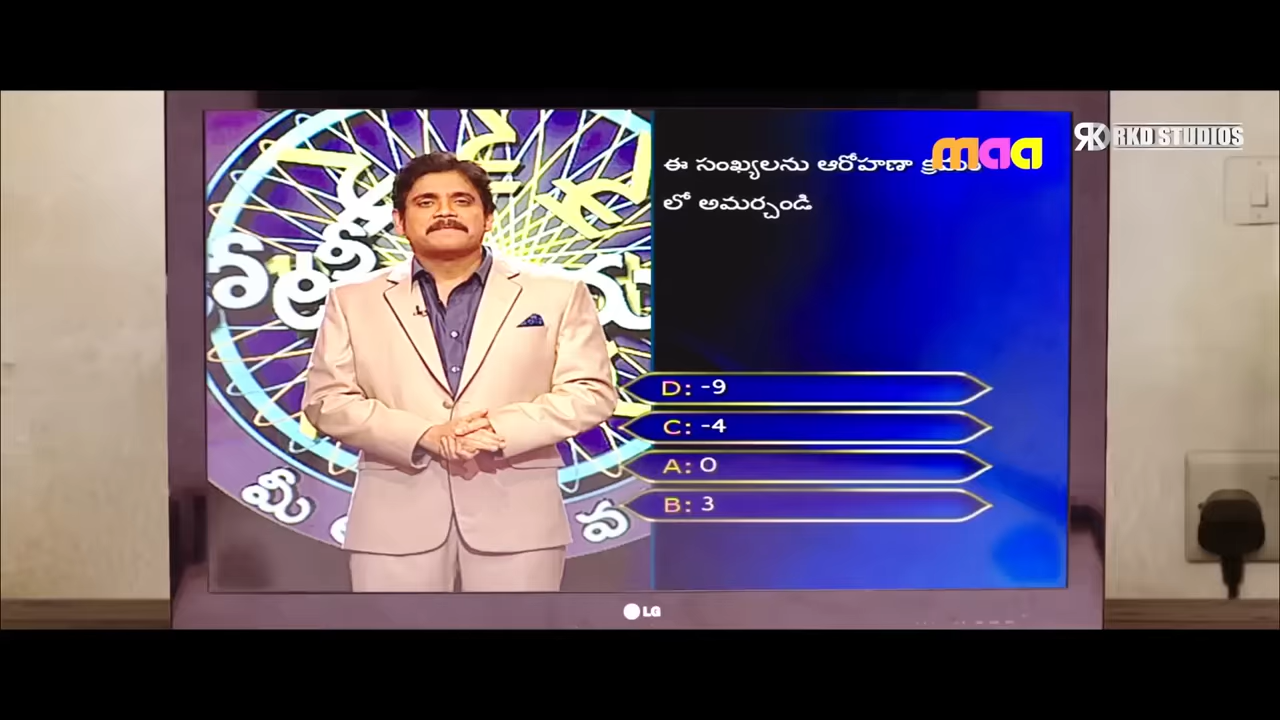 maa
RKD STUDIOS
ఈ సంఖ్యలను ఆరోహణా క్రమం
లో అమర్చండి
D: -9
C: -4
A: 0
B: 3
మీ
వ
LG